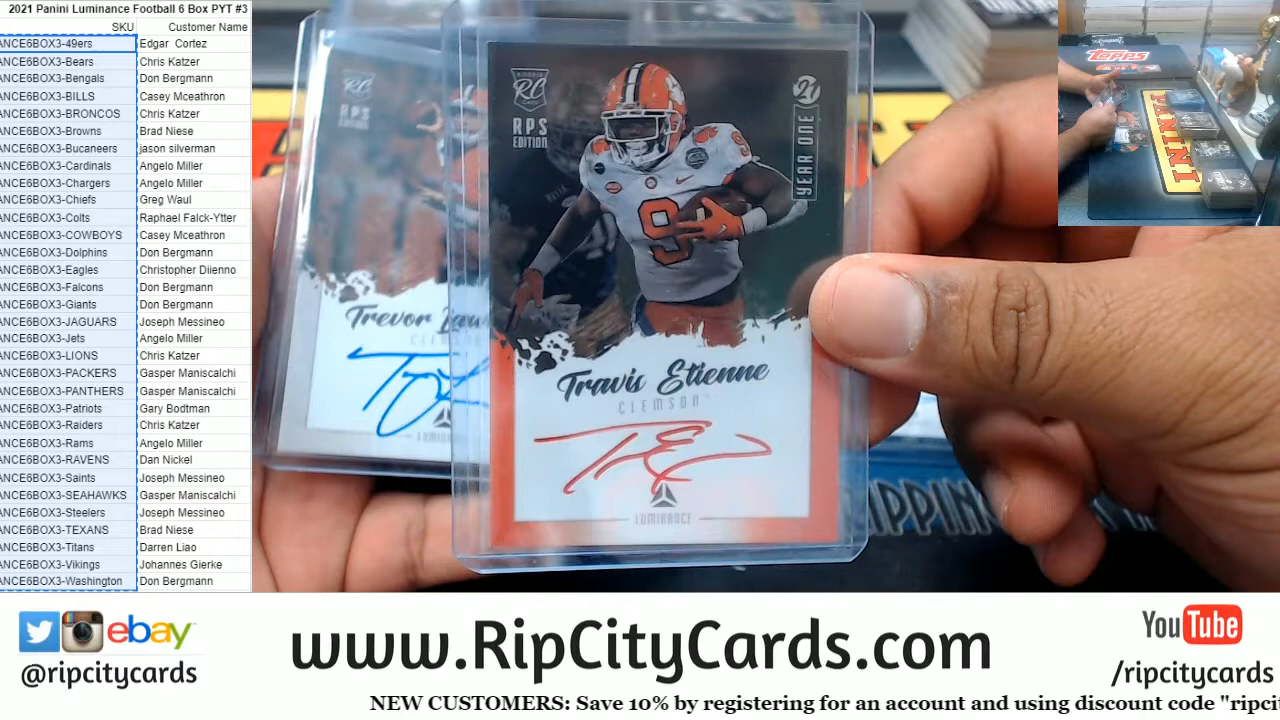 2021 Panini Luminance Football 6 Box PYT #3
SKU Customer Name
ANCE6BOX3-49ers Edgar Cortez
ANCE6BOX3-Bears Chris Katzer
ANCE6BOX3-Bengals Don Bergmann
ANCE6BOX3-BILLS Casey Mceathron
ANCE6BOX3-BRONCOS Chris Katzer
ANCE6BOX3-Browns Brad Niese
ANCE6BOX3-Bucaneers jason silverman
ANCE6BOX3-Cardinals Angelo Miller
ANCE6BOX3-Chargers Angelo Miller
ANCE6BOX3-Chiefs Greg Waul
ANCE6BOX3-Colts Raphael Falck-Ytter
ANCE6BOX3-COWBOYS Casey Mceathron
ANCE6BOX3-Dolphins Don Bergmann
ANCE6BOX3-Eagles Christopher Diienno
ANCE6BOX3-Falcons Don Bergmann
ANCE6BOX3-Giants Don Bergmann
ANCE6BOX3-JAGUARS Joseph Messineo
ANCE6BOX3-Jets Angelo Miller
ANCE6BOX3-LIONS Chris Katzer
ANCE6BOX3-PACKERS Gasper Maniscalchi
ANCE6BOX3-PANTHERS Gasper Maniscalchi
ANCE6BOX3-Patriots Gary Bodtman
ANCE6BOX3-Raiders Chris Katzer
ANCE6BOX3-Rams Angelo Miller
ANCE6BOX3-RAVENS Dan Nickel
ANCE6BOX3-Saints Joseph Messineo
ANCE6BOX3-SEAHAWKS Gasper Maniscalchi
ANCE6BOX3-Steelers Joseph Messineo
ANCE6BOX3-TEXANS Brad Niese
ANCE6BOX3-Titans Darren Liao
ANCE6BOX3-Vikings Johannes Gierke
ANCE6BOX3-Washington Don Bergmann
RC
RPS
Trevor Law
CLEMS
ROOKIE
RC
RPS
EDITION
21
YEAR ONE
9
9
Travis Etienne
CLEMSON
LUMINANCE
TOPPS
PANINI
RIPPING
ebay
@ripcitycards
www.RipCityCards.com
YouTube
/ripcitycards
NEW CUSTOMERS: Save 10% by registering for an account and using discount code "ripci